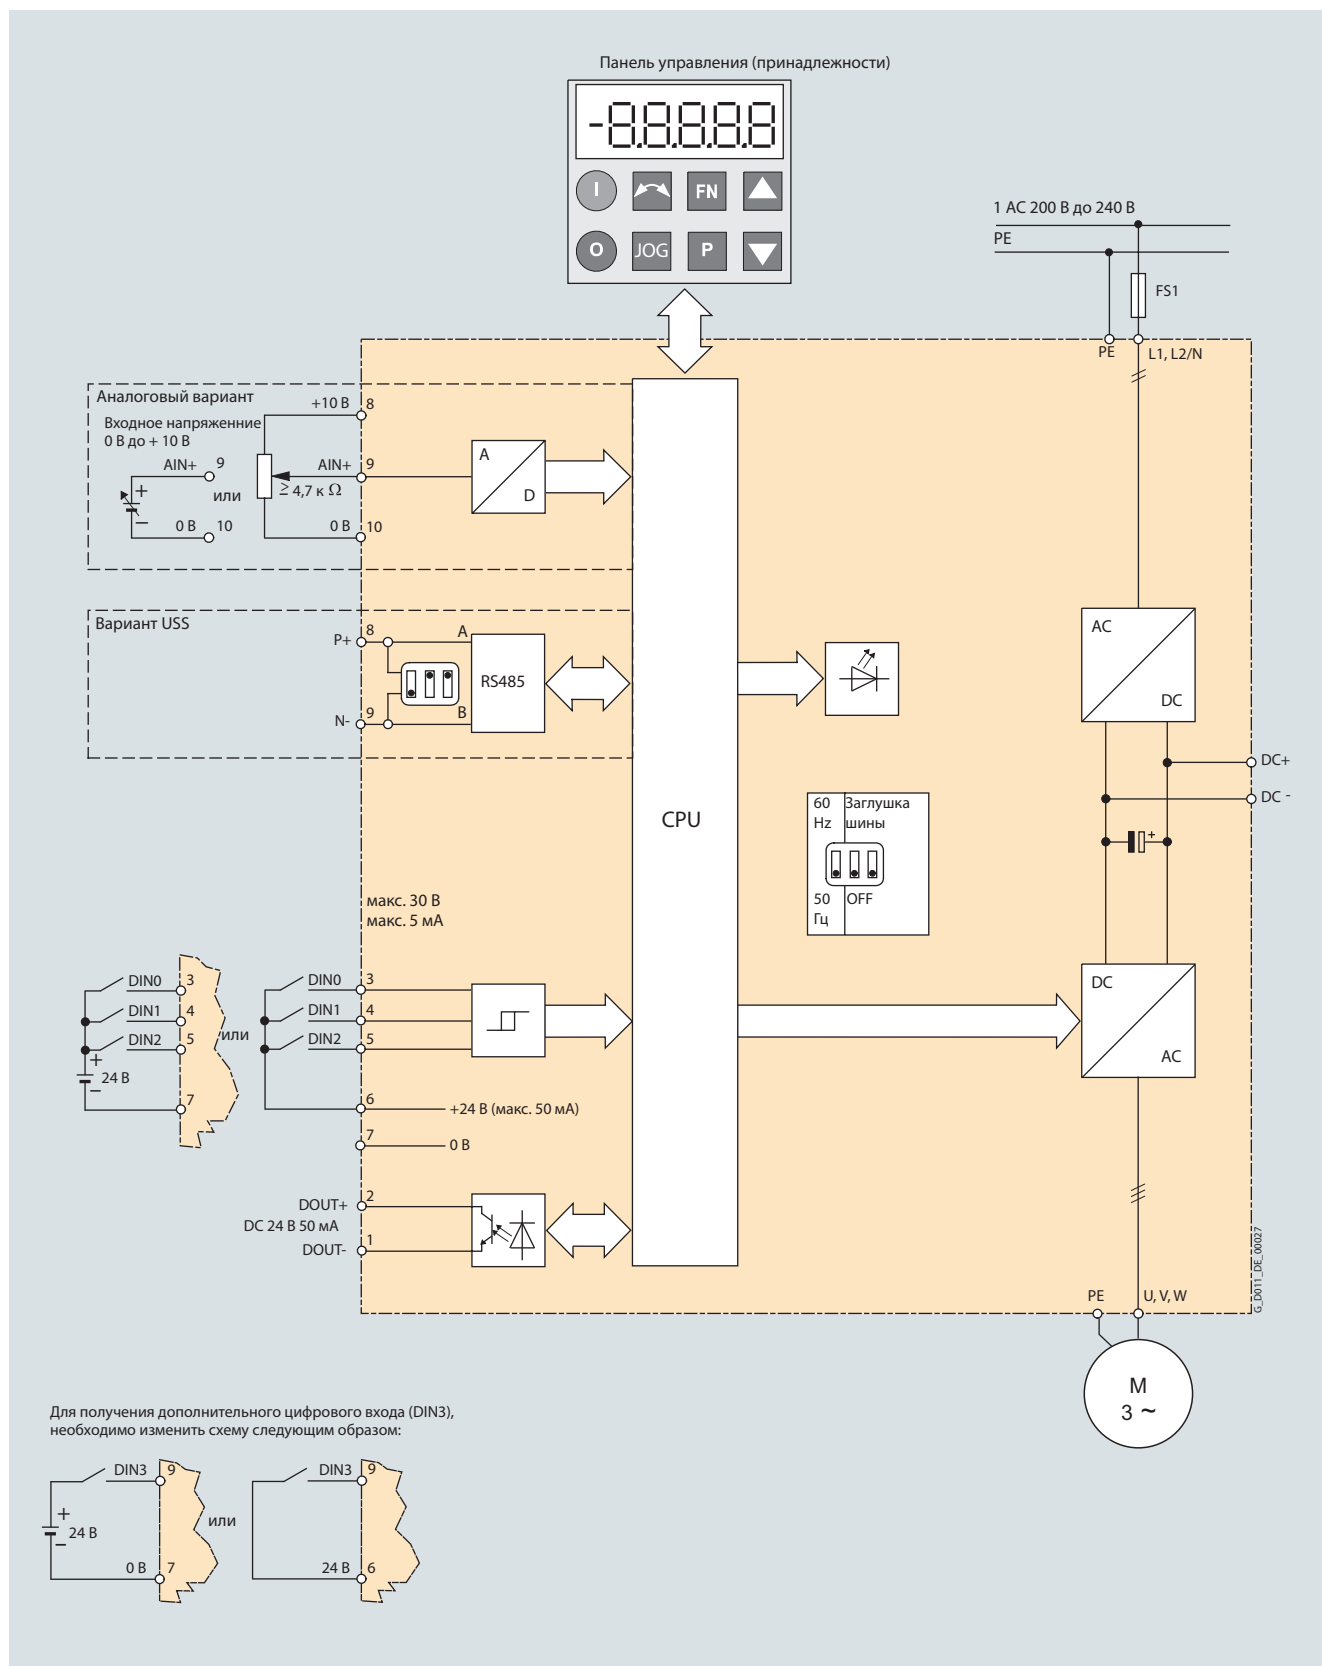 Панель управления (принадлежности)
-8.8.8.8.8
I
FN
O
JOG
P
1 AC 200 В до 240 В
PE
FS1
PE
L1, L2/N
Аналоговый вариант
Входное напряженние
0 В до + 10 В
+10 В
8
AIN+
9
или
AIN+
9
≥ 4,7 к Ω
0 В
10
0 В
10
A
D
Вариант USS
P+
8
A
N-
9
B
RS485
CPU
AC
DC
DC+
DC -
+
60
Hz
Заглушка
шины
50
Гц
OFF
макс. 30 В
макс. 5 мА
DIN0
3
DIN1
4
DIN2
5
+
24 В
–
7
или
DIN0
3
DIN1
4
DIN2
5
6
+24 В (макс. 50 мА)
7
0 В
DC
AC
DOUT+
2
DC 24 В 50 мА
DOUT-
1
PE
U, V, W
G_D011_DE_00027
M
3 ~
Для получения дополнительного цифрового входа (DIN3),
необходимо изменить схему следующим образом:
DIN3
9
+
24 В
–
0 В
7
или
DIN3
9
24 В
6